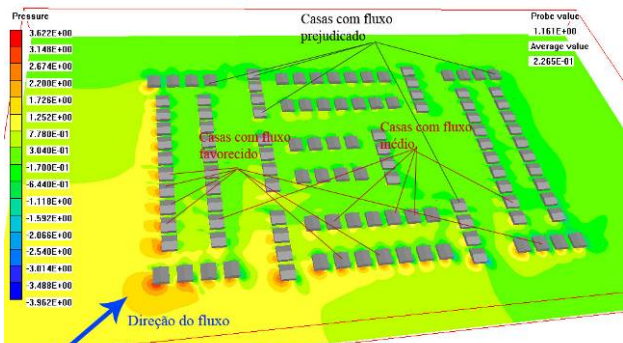 Pressure
3.622E+00
3.148E+00
2.674E+00
2.200E+00
1.726E+00
1.252E+00
7.780E-01
3.040E-01
-1.700E-01
-6.440E-01
-1.118E+00
-1.592E+00
-2.066E+00
-2.540E+00
-3.014E+00
-3.488E+00
-3.962E+00
Casas com fluxo
prejudicado
Probe value
1.161E+00
Average value
2.265E-01
Casas com fluxo
favorecido
Casas com fluxo
médio
Direção do fluxo